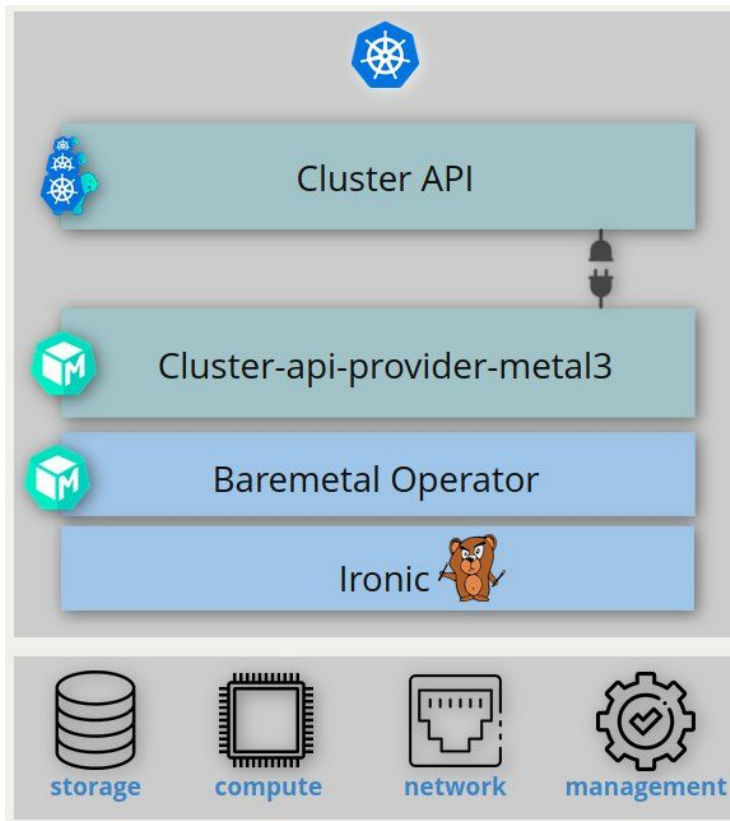 Cluster API
Cluster-api-provider-metal3
Baremetal Operator
Ironic
storage compute network management